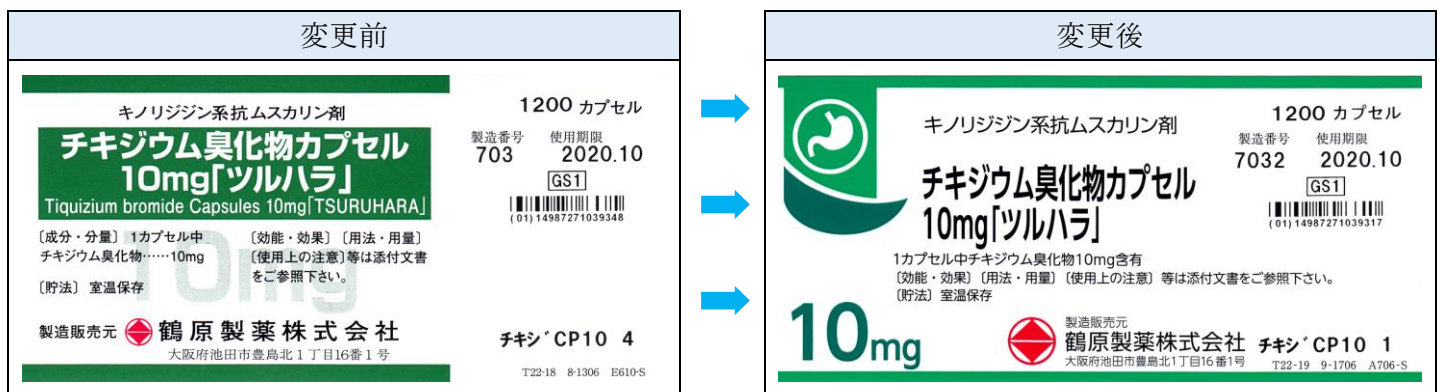 変更前
キノリジジン系抗ムスカリン剤
チキジウム臭化物カプセル
10mg「ツルハラ」
Tiquizium bromide Capsules 10mg「TSURUHARA」
10mg
〔成分・分量〕 1カプセル中
チキジウム臭化物……10mg
〔貯法〕 室温保存
〔効能・効果〕〔用法・用量〕
〔使用上の注意〕等は添付文書
をご参照下さい。
製造販売元 鶴原製薬株式会社
大阪府池田市豊島北1丁目16番1号
1200 カプセル
製造番号 使用期限
703 2020.10
GS1
(01)14987271039348
チキジCP10 4
T22-18 8-1306 E610-S
変更後
キノリジジン系抗ムスカリン剤
チキジウム臭化物カプセル
10mg「ツルハラ」
1カプセル中チキジウム臭化物10mg含有
〔効能・効果〕〔用法・用量〕〔使用上の注意〕等は添付文書をご参照下さい。
〔貯法〕室温保存
10mg
製造販売元
鶴原製薬株式会社
大阪府池田市豊島北1丁目16番1号
1200 カプセル
製造番号 使用期限
7032 2020.10
GS1
(01)14987271039317
チキジCP10 1
T22-19 9-1706 A706-S